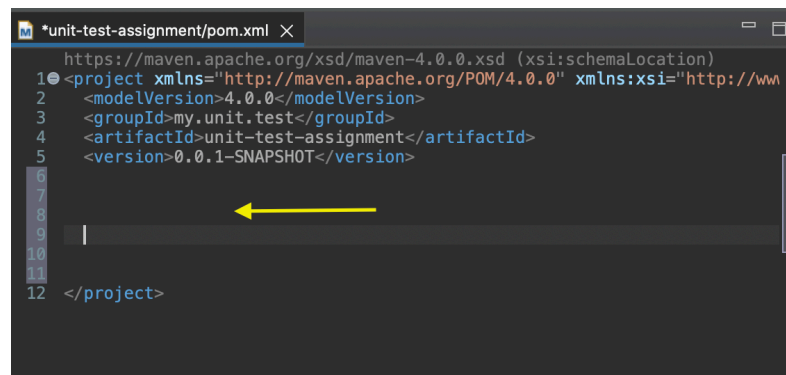 *unit-test-assignment/pom.xml
https://maven.apache.org/xsd/maven-4.0.0.xsd (xsi:schemaLocation)
1 <project xmlns="http://maven.apache.org/POM/4.0.0" xmlns:xsi="http://www
2 <modelVersion>4.0.0</modelVersion>
3 <groupId>my.unit.test</groupId>
4 <artifactId>unit-test-assignment</artifactId>
5 <version>0.0.1-SNAPSHOT</version>
6
7
8
9
10
11
12 </project>